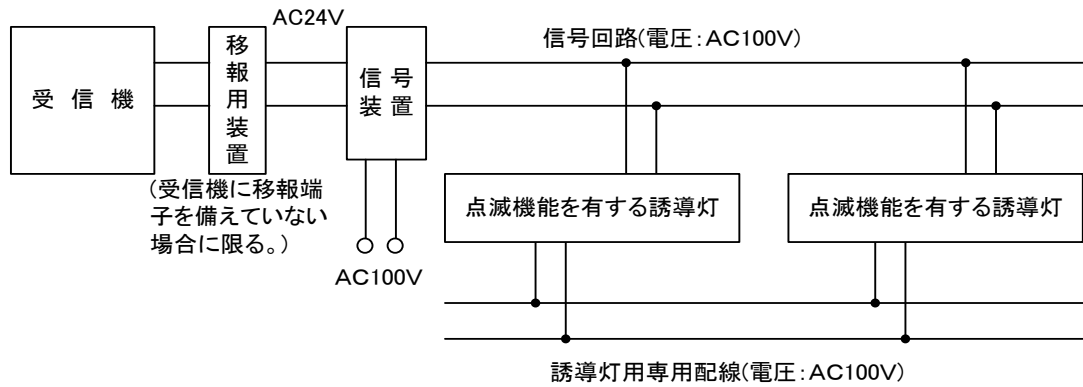 AC24V
信号回路(電圧:AC100V)
受 信 機
移報用装置
信号
装置
(受信機に移報端
子を備えていない
場合に限る。)
点滅機能を有する誘導灯
点滅機能を有する誘導灯
AC100V
誘導灯用専用配線(電圧:AC100V)